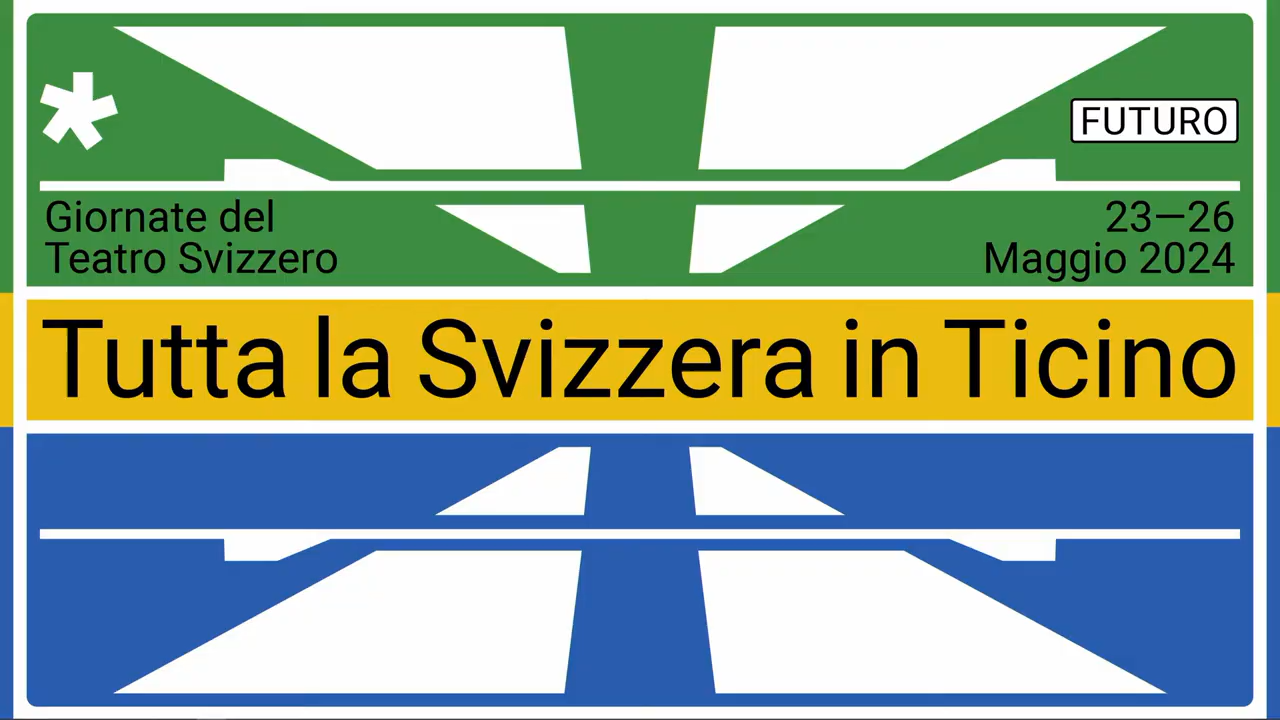 FUTURO
Giornate del
Teatro Svizzero
23—26
Maggio 2024
Tutta la Svizzera in Ticino